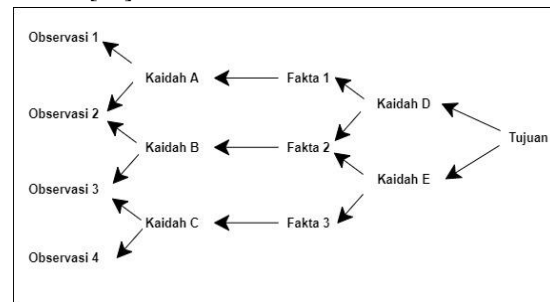 Observasi 1
Kaidah A
Fakta 1
Kaidah D
Observasi 2
Tujuan
Kaidah B
Fakta 2
Kaidah E
Observasi 3
Kaidah C
Fakta 3
Observasi 4